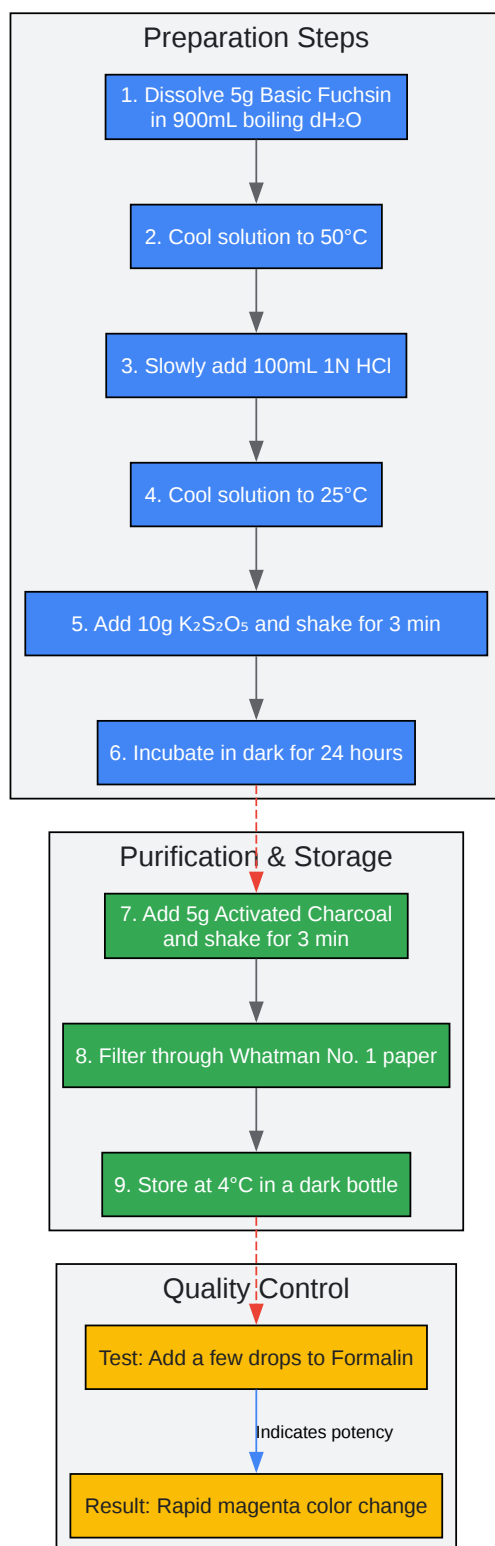 Preparation Steps
1. Dissolve 5g Basic Fuchsin
in 900mL boiling dH₂O
2. Cool solution to 50°C
3. Slowly add 100mL 1N HCl
4. Cool solution to 25°C
5. Add 10g K₂S₂O₅ and shake for 3 min
6. Incubate in dark for 24 hours
Purification & Storage
7. Add 5g Activated Charcoal
and shake for 3 min
8. Filter through Whatman No. 1 paper
9. Store at 4°C in a dark bottle
Quality Control
Test: Add a few drops to Formalin
Indicates potency
Result: Rapid magenta color change